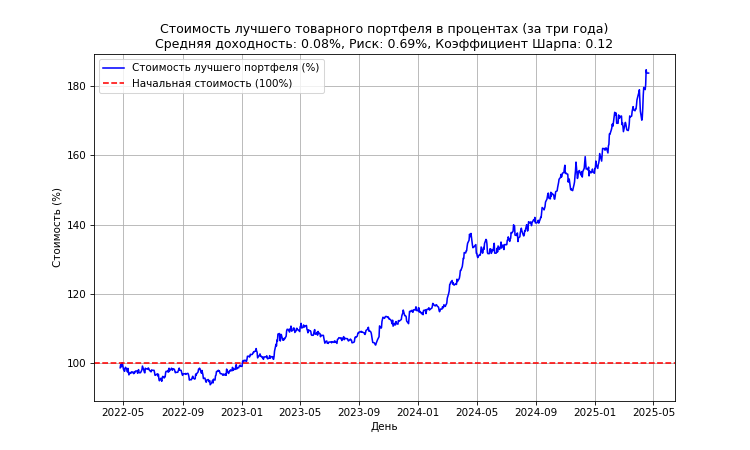 Стоимость лучшего товарного портфеля в процентах (за три года)
Средняя доходность: 0.08%, Риск: 0.69%, Коэффициент Шарпа: 0.12
Стоимость лучшего портфеля (%)
Начальная стоимость (100%)
Стоимость (%)
180
160
140
120
100
2022-05 2022-09 2023-01 2023-05 2023-09 2024-01 2024-05 2024-09 2025-01 2025-05
День